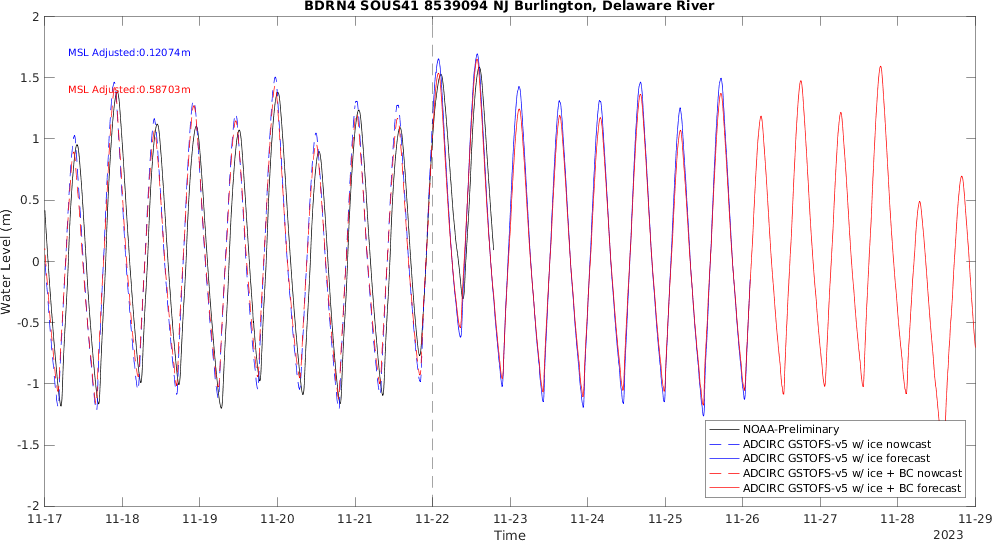 BDRN4 SOUS41 8539094 NJ Burlington, Delaware River
MSL Adjusted:0.12074m
MSL Adjusted:0.58703m
Water Level (m)
2
1.5
1
0.5
0
-0.5
-1
-1.5
-2
NOAA-Preliminary
ADCIRC GSTOFS-v5 w/ ice nowcast
ADCIRC GSTOFS-v5 w/ ice forecast
ADCIRC GSTOFS-v5 w/ ice + BC nowcast
ADCIRC GSTOFS-v5 w/ ice + BC forecast
11-17 11-18 11-19 11-20 11-21 11-22 11-23 11-24 11-25 11-26 11-27 11-28 11-29
Time
2023